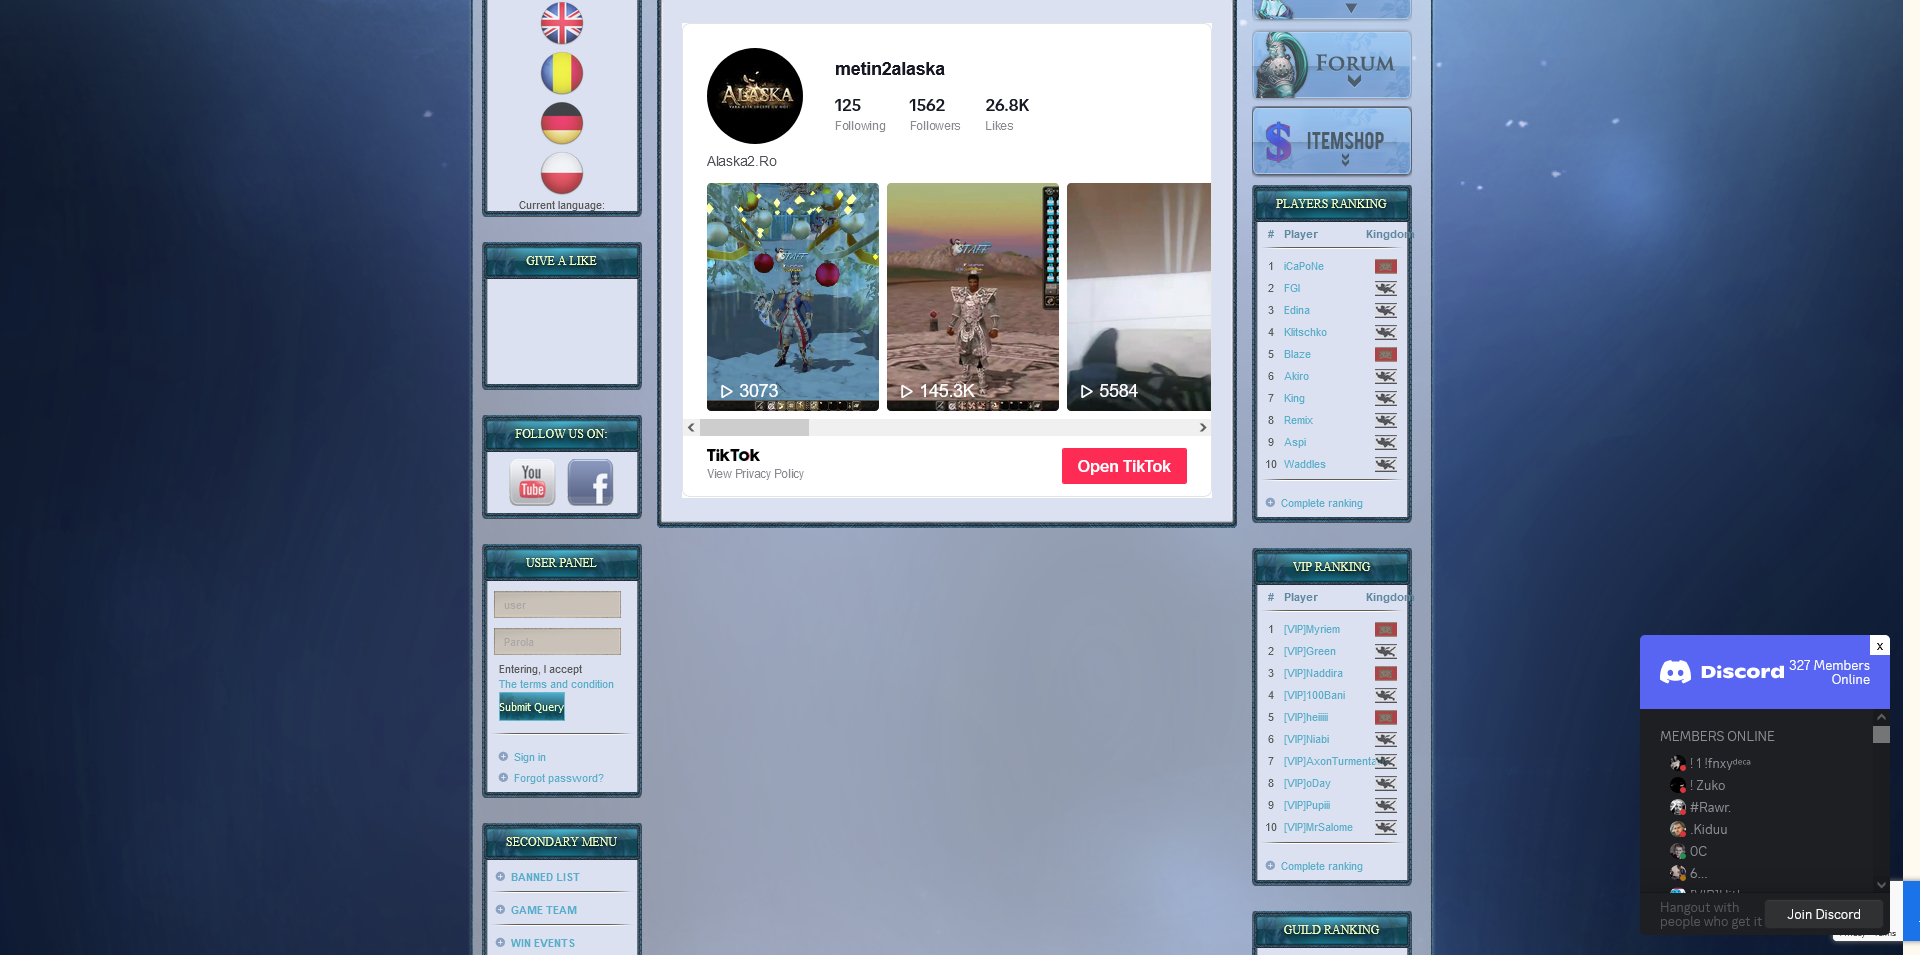 Current language:
GIVE A LIKE
FOLLOW US ON:
You
Tube
f
USER PANEL
user
Parola
Entering, I accept
The terms and condition
Submit Query
Sign in
Forgot password?
SECONDARY MENU
BANNED LIST
GAME TEAM
WIN EVENTS
ALASKA
metin2alaska
125 1562 26.8K
Following Followers Likes
Alaska2.Ro
STAFF
STAFF
3073
145.3K
5584
TikTok
View Privacy Policy
Open TikTok
FORUM
$ ITEMSHOP
PLAYERS RANKING
# Player Kingdom
1 iCaPoNe
2 FGI
3 Edina
4 Klitschko
5 Blaze
6 Akiro
7 King
8 Remix
9 Aspi
10 Waddles
Complete ranking
VIP RANKING
# Player Kingdom
1 [VIP]Myriem
2 [VIP]Green
3 [VIP]Naddira
4 [VIP]100Bani
5 [VIP]heiiiii
6 [VIP]Niabi
7 [VIP]AxonTurmenta
8 [VIP]oDay
9 [VIP]Pupiii
10 [VIP]MrSalome
Complete ranking
GUILD RANKING
x
Discord 327 Members
Online
MEMBERS ONLINE
! 1 !fnxyᵈᵉᶜᵃ
! Zuko
#Rawr.
.Kiduu
0C
6...
Hangout with
people who get it
Join Discord